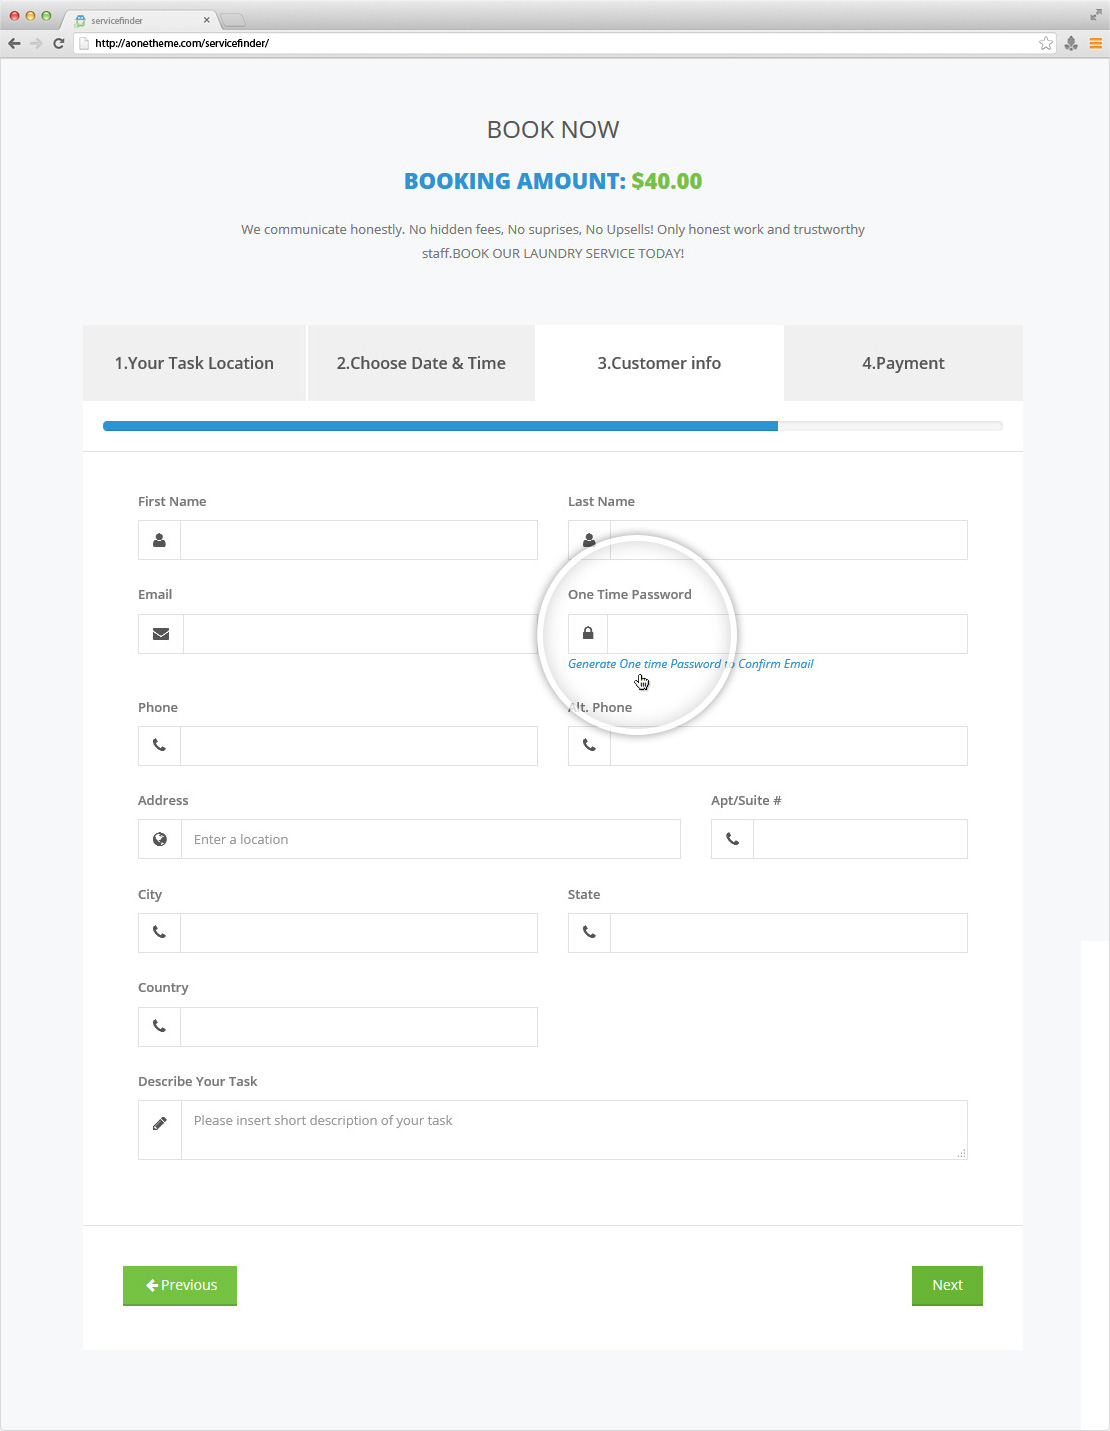 servicefinder
http://aonetheme.com/servicefinder/
BOOK NOW
BOOKING AMOUNT: $40.00
We communicate honestly. No hidden fees, No suprises, No Upsells! Only honest work and trustworthy
staff.BOOK OUR LAUNDRY SERVICE TODAY!
1.Your Task Location
2.Choose Date & Time
3.Customer info
4.Payment
First Name
Last Name
Email
One Time Password
Generate One time Password to Confirm Email
Phone
Alt. Phone
Address
Apt/Suite #
Enter a location
City
State
Country
Describe Your Task
Please insert short description of your task
Previous
Next